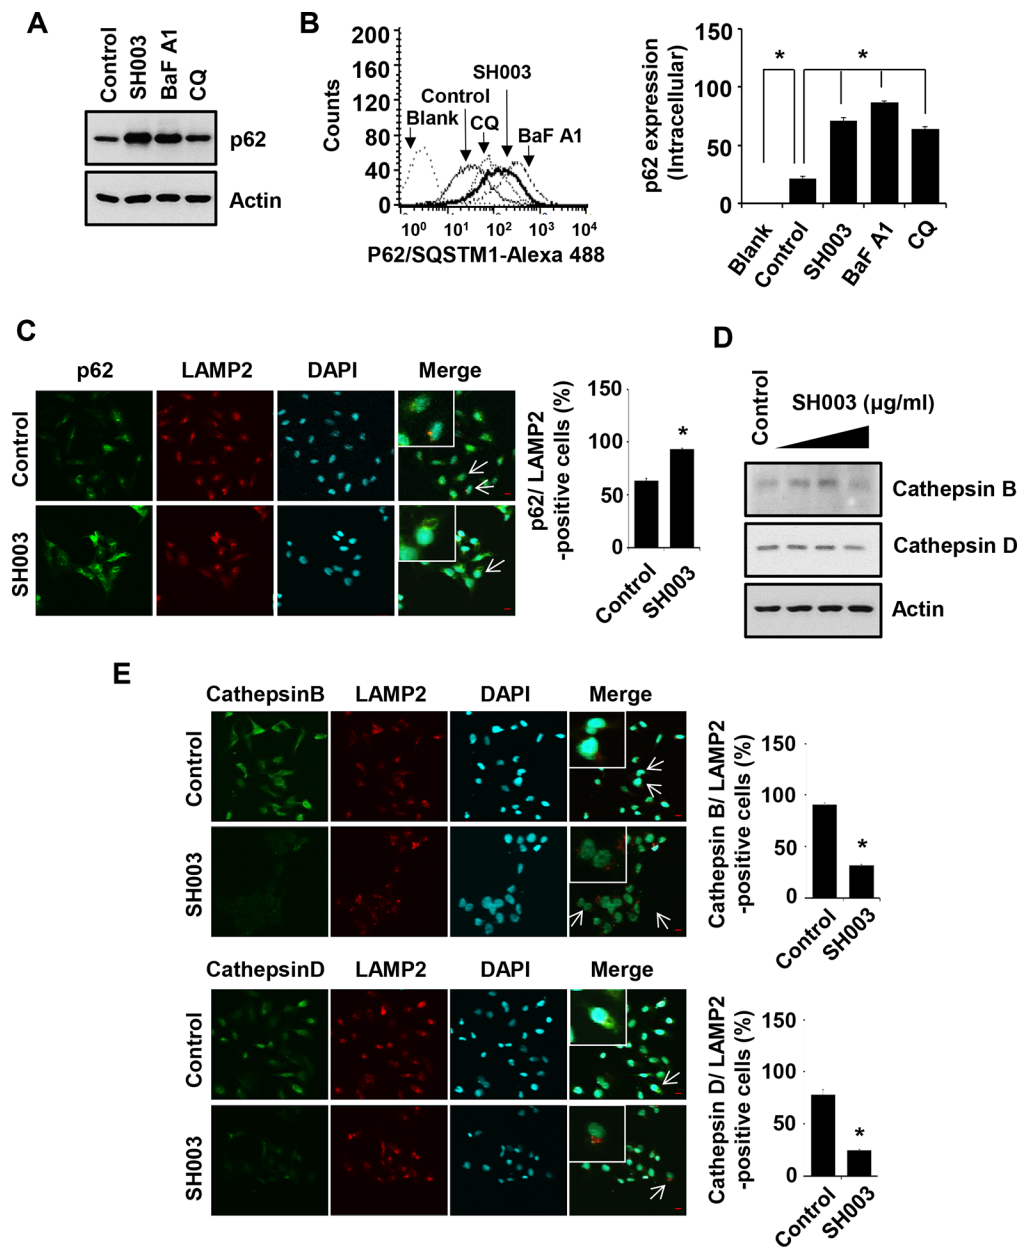 A
Control
SH003
BaF A1
CQ
p62
Actin
B
200
160
120
80
40
0
Counts
Blank
Control
CQ
SH003
BaF A1
10⁰ 10¹ 10² 10³ 10⁴
P62/SQSTM1-Alexa 488
p62 expression
(Intracellular)
150
100
50
0
*
*
Blank
Control
SH003
BaF A1
CQ
C
p62 LAMP2 DAPI Merge
Control
SH003
p62/ LAMP2
-positive cells (%)
150
100
50
0
*
Control
SH003
D
Control
SH003 (μg/ml)
Cathepsin B
Cathepsin D
Actin
E
CathepsinB LAMP2 DAPI Merge
Control
SH003
Cathepsin B/ LAMP2
-positive cells (%)
150
100
50
0
*
Control
SH003
CathepsinD LAMP2 DAPI Merge
Control
SH003
Cathepsin D/ LAMP2
-positive cells (%)
150
100
50
0
*
Control
SH003